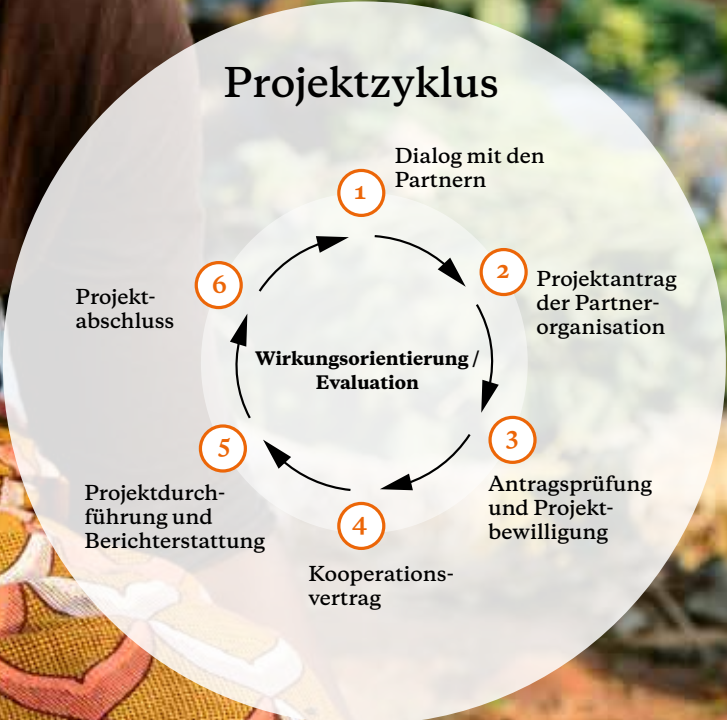 Projektzyklus
1
Dialog mit den
Partnern
2
Projektantrag
der Partner-
organisation
3
Antragsprüfung
und Projekt-
bewilligung
4
Kooperations-
vertrag
5
Projektdurch-
führung und
Berichterstattung
6
Projekt-
abschluss
Wirkungsorientierung /
Evaluation